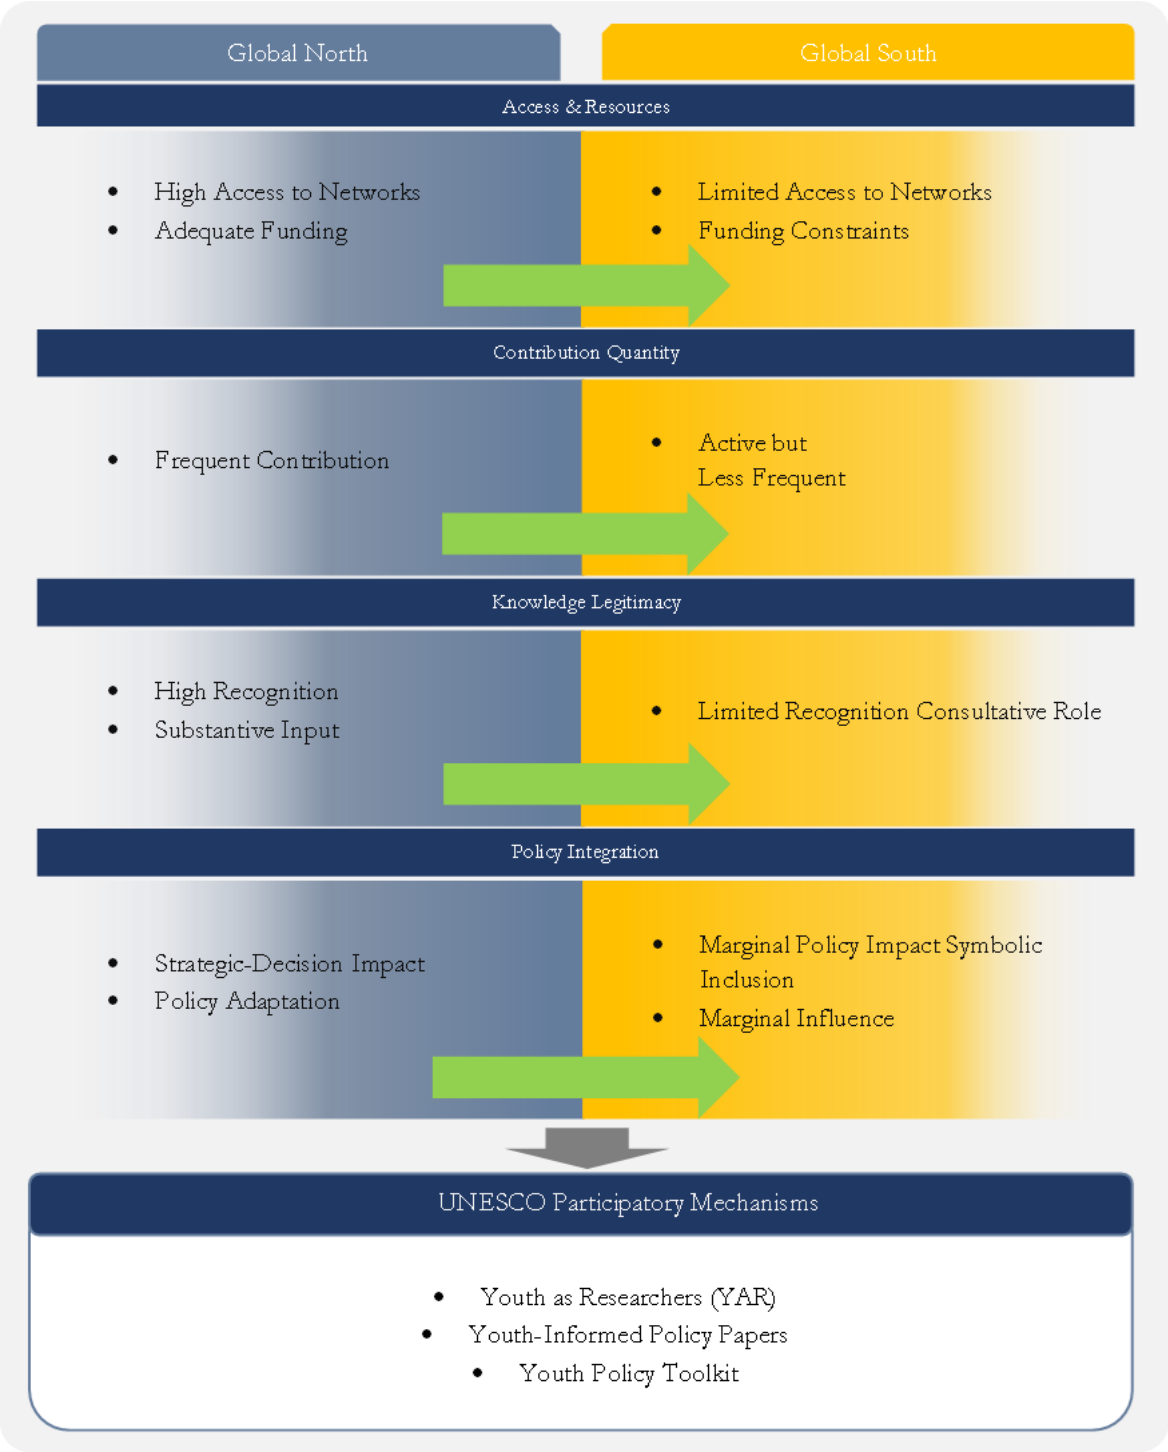 Global North
Global South
Access & Resources
• High Access to Networks
• Adequate Funding
• Limited Access to Networks
• Funding Constraints
Contribution Quantity
• Frequent Contribution
• Active but
Less Frequent
Knowledge Legitimacy
• High Recognition
• Substantive Input
• Limited Recognition Consultative Role
Policy Integration
• Strategic-Decision Impact
• Policy Adaptation
• Marginal Policy Impact Symbolic
Inclusion
• Marginal Influence
UNESCO Participatory Mechanisms
• Youth as Researchers (YAR)
• Youth-Informed Policy Papers
• Youth Policy Toolkit